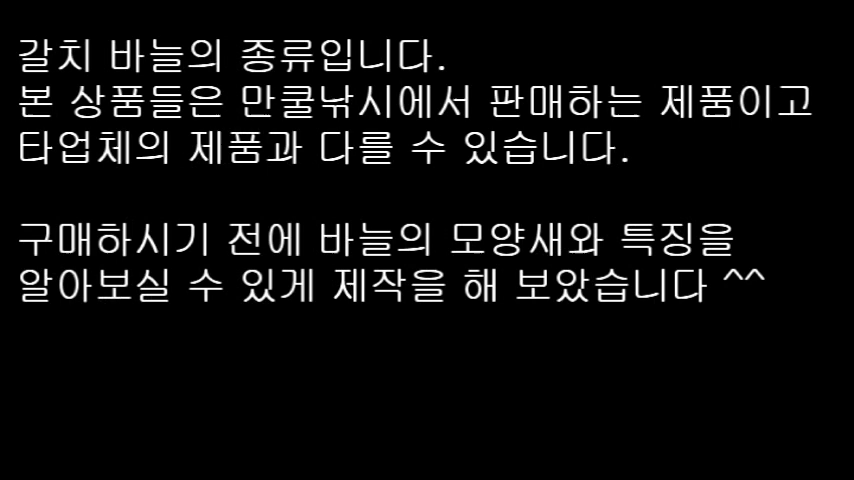 갈치 바늘의 종류입니다.
본 상품들은 만쿨낚시에서 판매하는 제품이고
타업체의 제품과 다를 수 있습니다.
구매하시기 전에 바늘의 모양새와 특징을
알아보실 수 있게 제작을 해 보았습니다 ^^